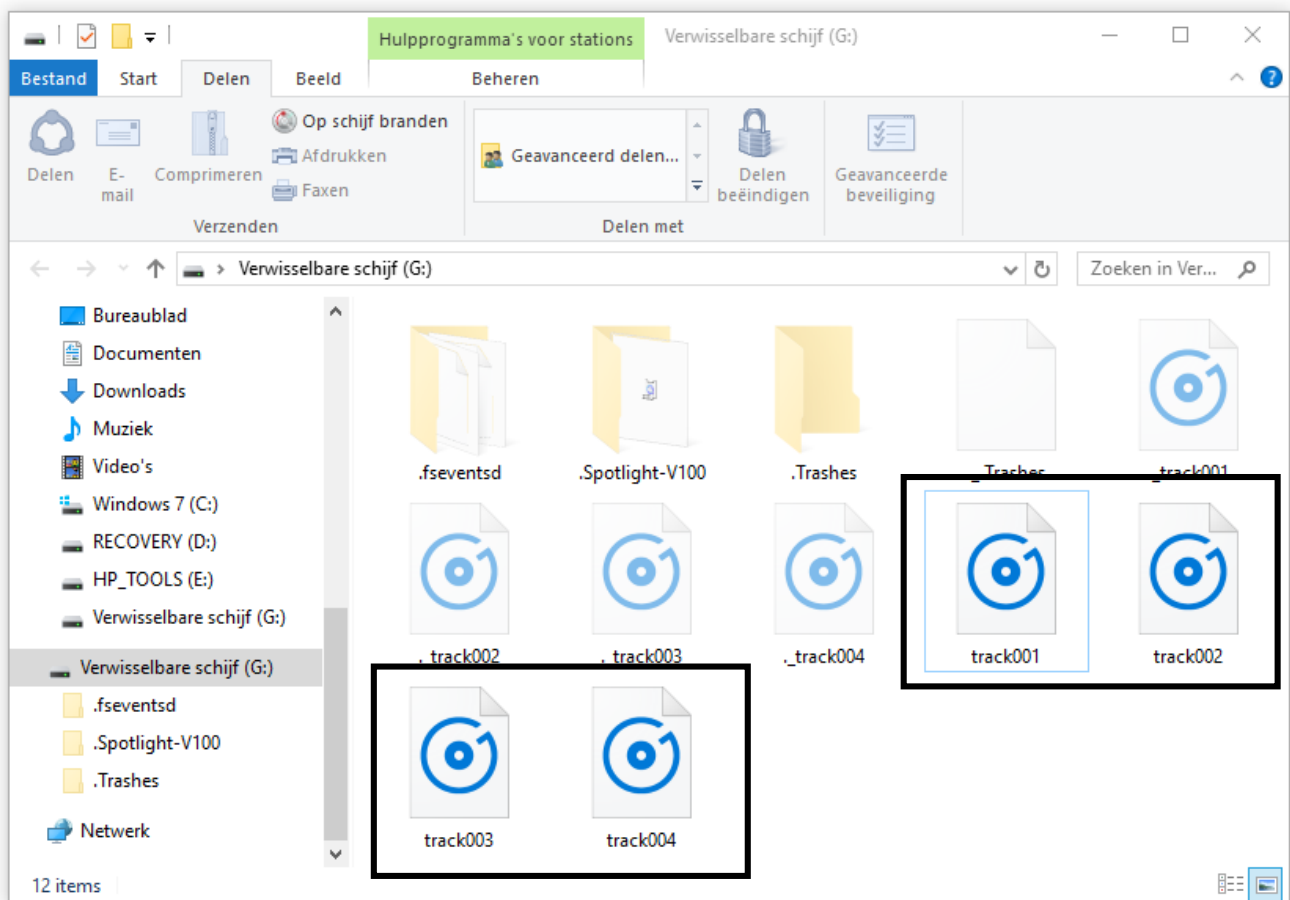 Hulpprogramma's voor stations
Verwisselbare schijf (G:)
Bestand
Start
Delen
Beeld
Beheren
Delen
E-
mail
Comprimeren
Op schijf branden
Afdrukken
Faxen
Verzenden
Geavanceerd delen...
Delen
beëindigen
Delen met
Geavanceerde
beveiliging
Verwisselbare schijf (G:)
Zoeken in Ver...
Bureaublad
Documenten
Downloads
Muziek
Video's
Windows 7 (C:)
RECOVERY (D:)
HP_TOOLS (E:)
Verwisselbare schijf (G:)
Verwisselbare schijf (G:)
.fseventsd
.Spotlight-V100
.Trashes
Netwerk
.fseventsd
.Spotlight-V100
.Trashes
._Trashes
._track001
._track002
._track003
._track004
track001
track002
track003
track004
12 items